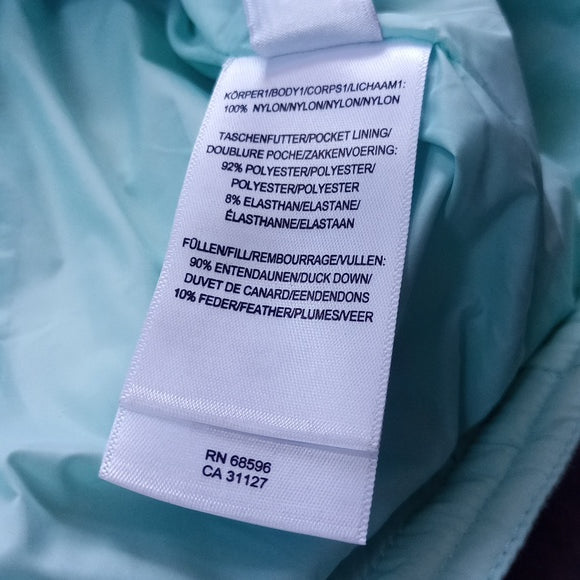 KÖRPER1/BODY1/CORPS1/LICHAAM1:
100% NYLON/NYLON/NYLON/NYLON
TASCHENFUTTER/POCKET LINING/
DOUBLURE POCHE/ZAKKENVOERING:
92% POLYESTER/POLYESTER/
POLYESTER/POLYESTER
8% ELASTHAN/ELASTANE/
ÉLASTHANNE/ELASTAAN
FÜLLEN/FILL/REMBOURRAGE/VULLEN:
90% ENTENDAUNEN/DUCK DOWN/
DUVET DE CANARD/EENDENDONS
10% FEDER/FEATHER/PLUMES/VEER
RN 68596
CA 31127